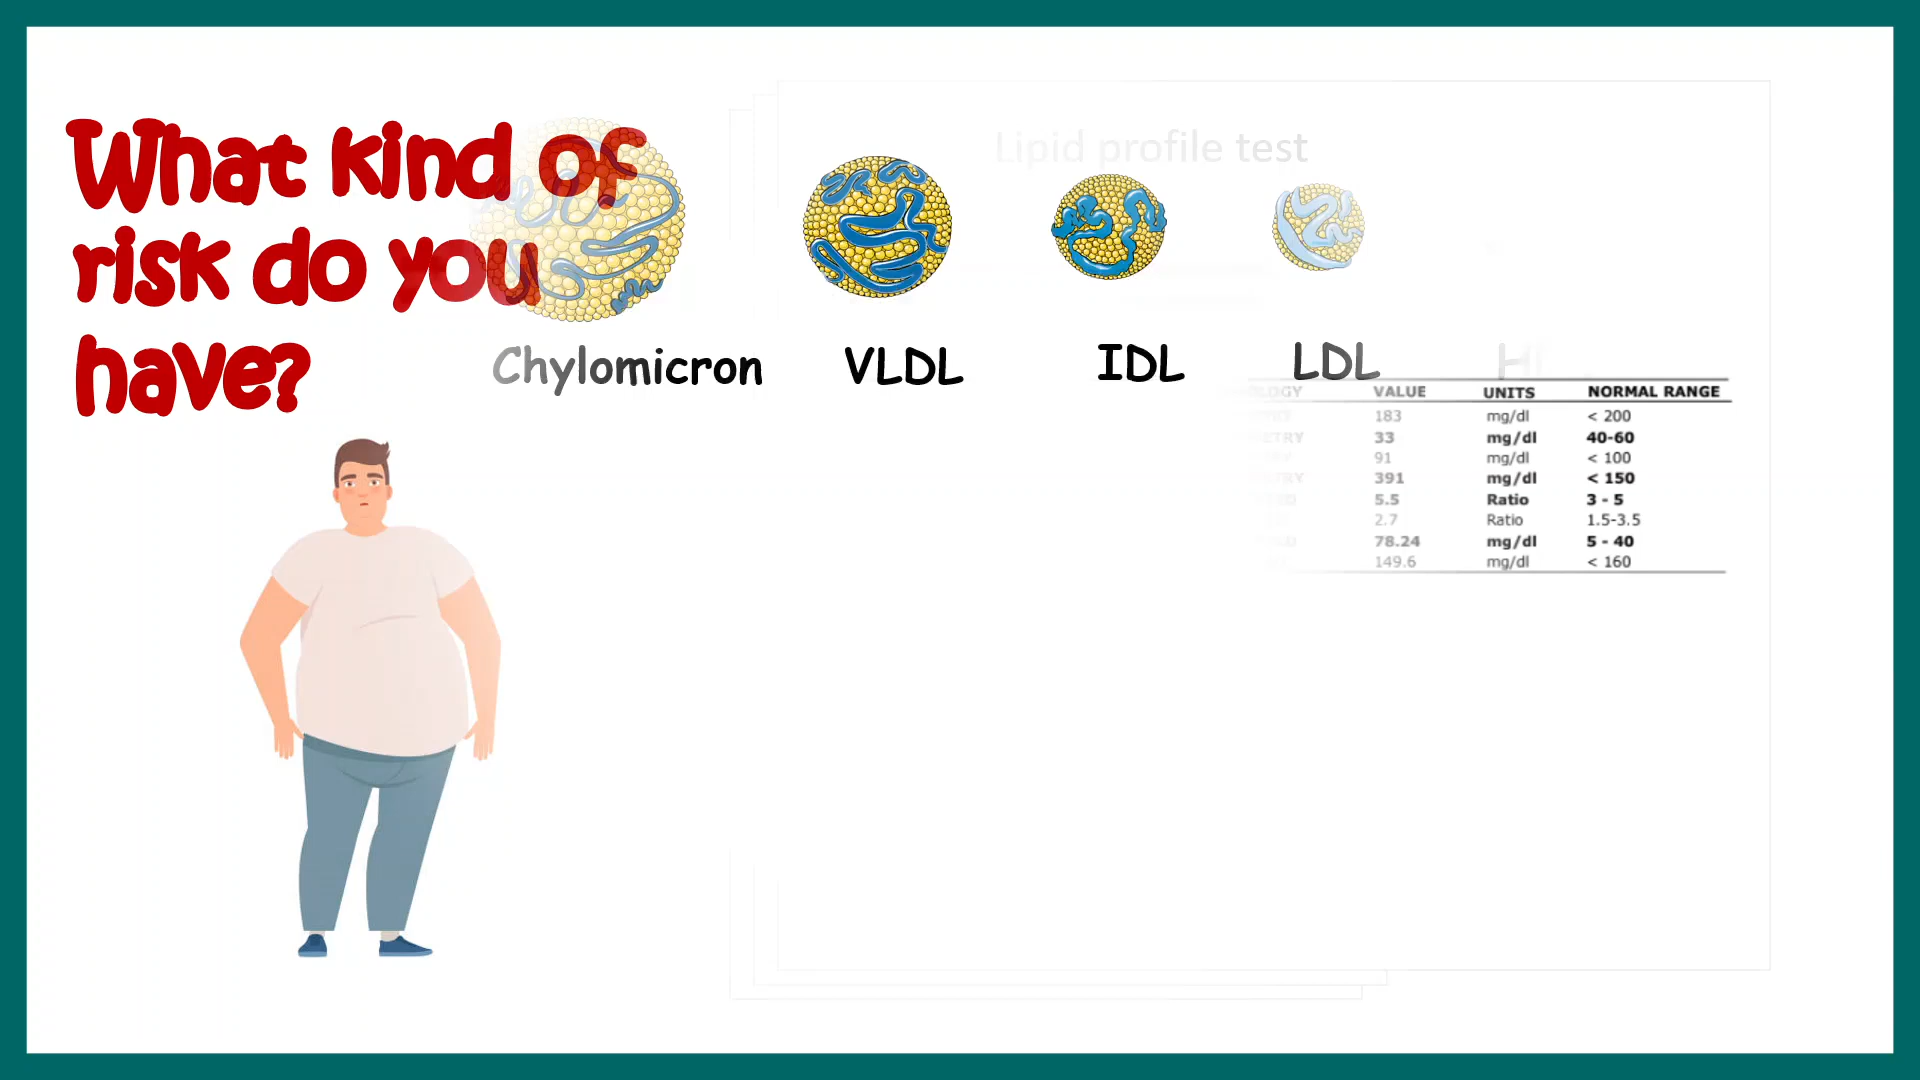 What kind of
risk do you
have?
Lipid profile test
Chylomicron VLDL IDL LDL
VALUE UNITS NORMAL RANGE
183 mg/dl < 200
33 mg/dl 40-60
91 mg/dl < 100
391 mg/dl < 150
5.5 Ratio 3 - 5
2.7 Ratio 1.5-3.5
78.24 mg/dl 5 - 40
149.6 mg/dl < 160